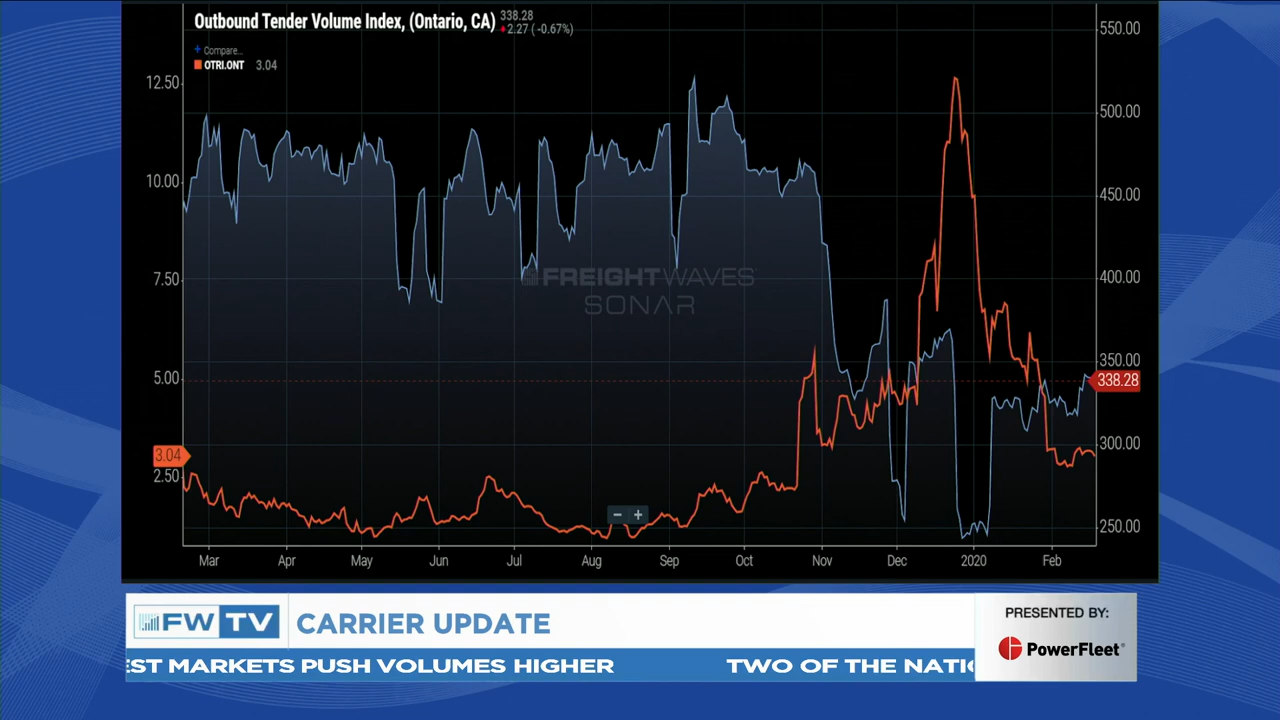 Outbound Tender Volume Index, (Ontario, CA) 338.28
2.27 ( -0.67%)
+ Compare...
OTRI.ONT 3.04
12.50
10.00
7.50
5.00
3.04
2.50
550.00
500.00
450.00
400.00
350.00
338.28
300.00
250.00
FREIGHTWAVES
SONAR
− +
Mar Apr May Jun Jul Aug Sep Oct Nov Dec 2020 Feb
FWTV CARRIER UPDATE
PRESENTED BY:
PowerFleet
EST MARKETS PUSH VOLUMES HIGHER TWO OF THE NATIO